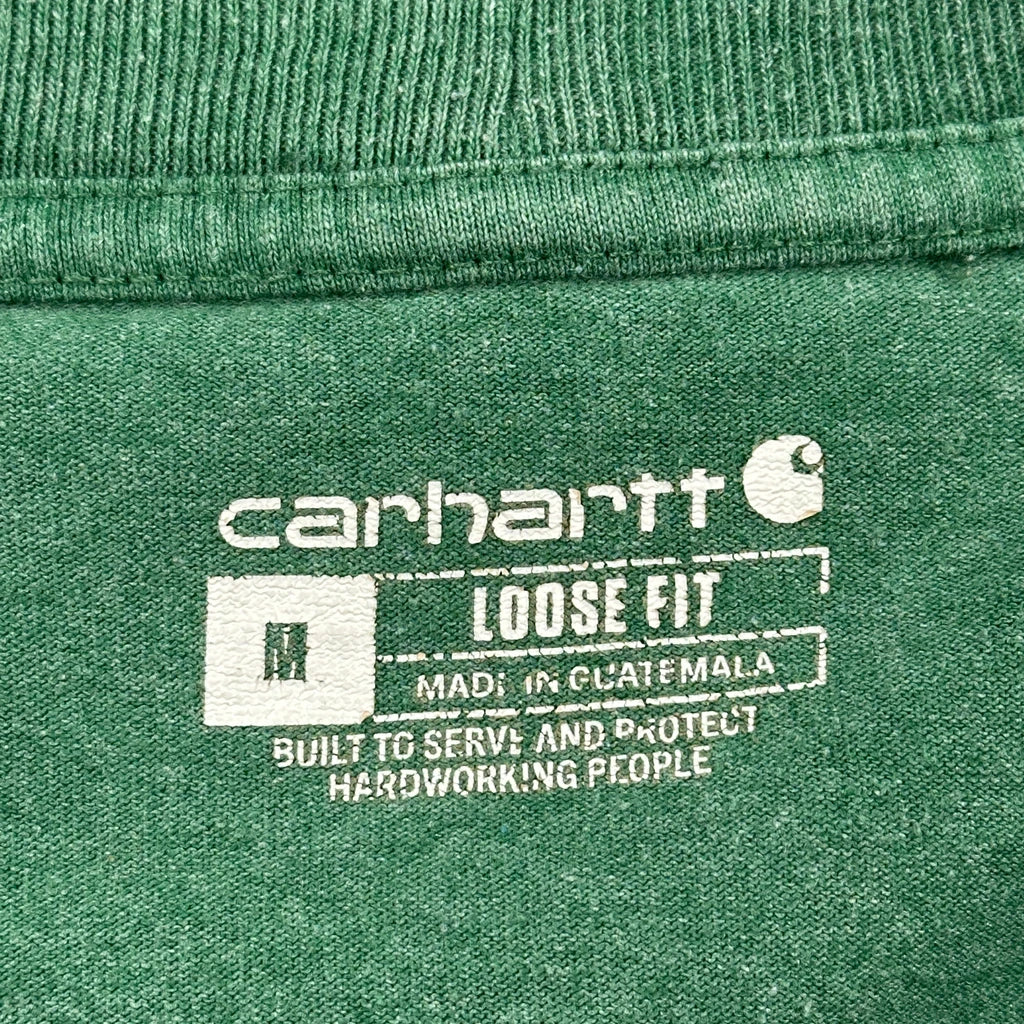 carhartt
M
LOOSE FIT
MADE IN GUATEMALA
BUILT TO SERVE AND PROTECT
HARDWORKING PEOPLE